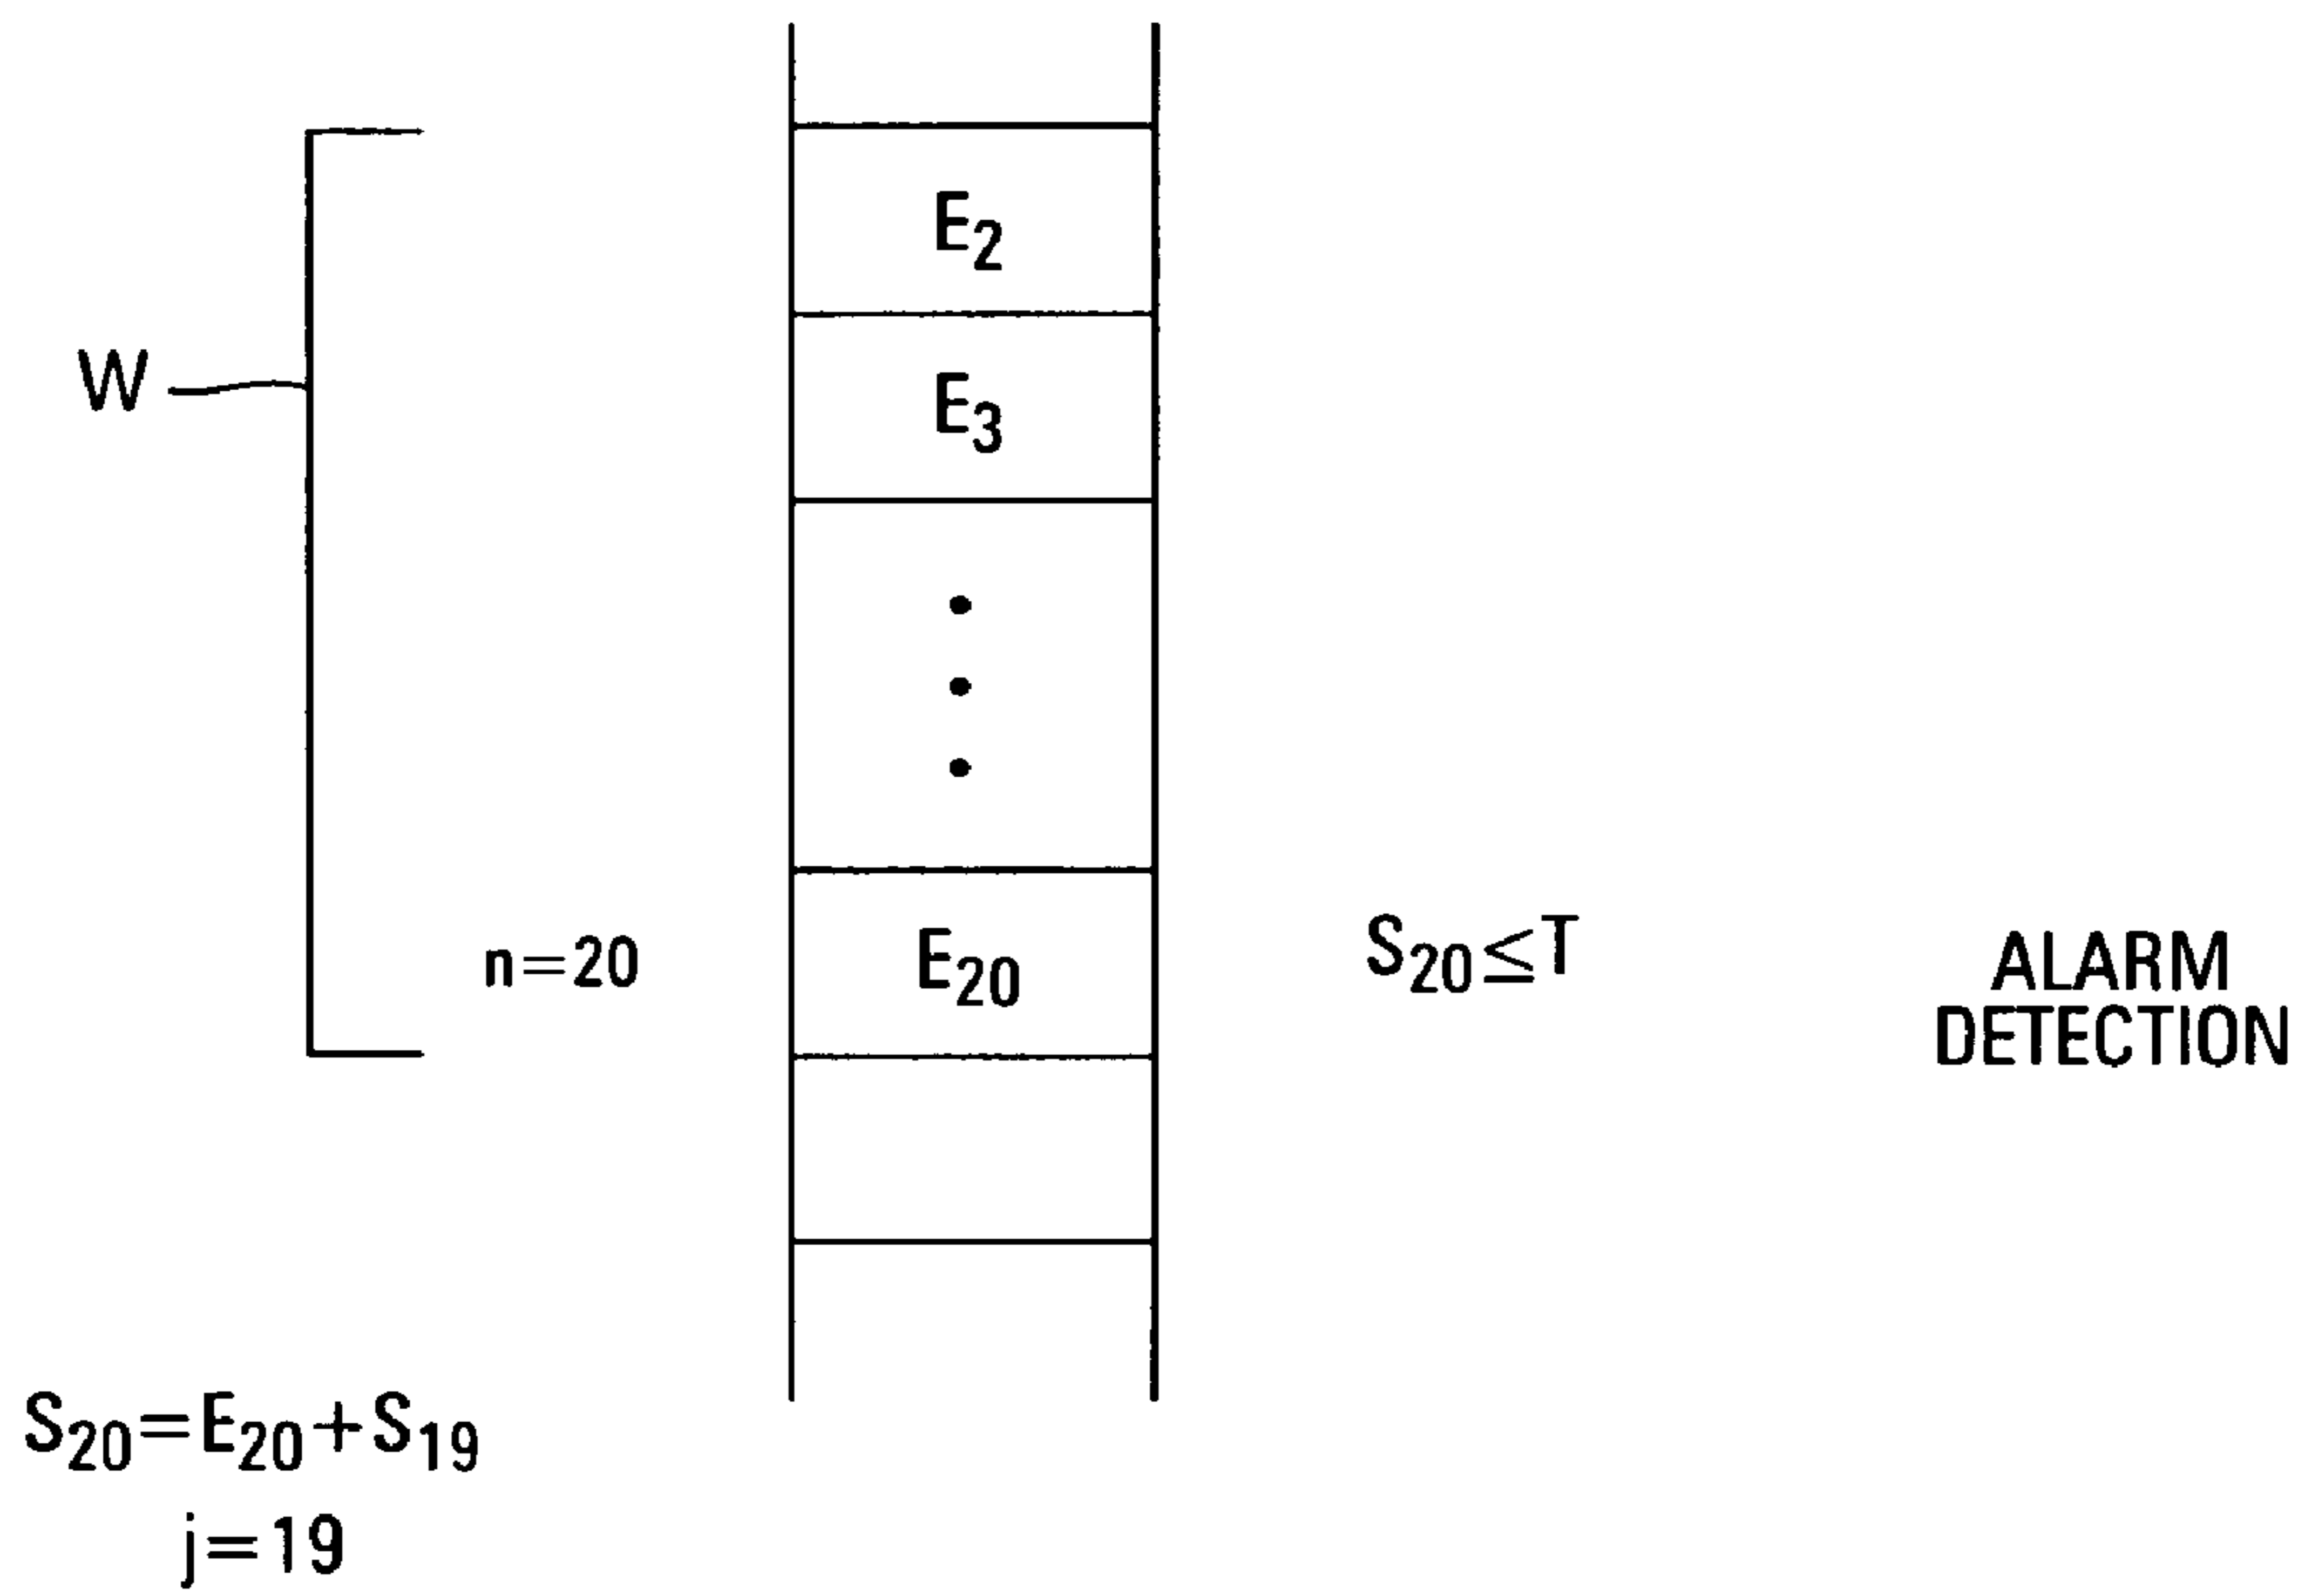 E₂
W
E₃
n=20
E₂₀
S₂₀≤T
ALARM
DETECTION
S₂₀=E₂₀+S₁₉
j=19